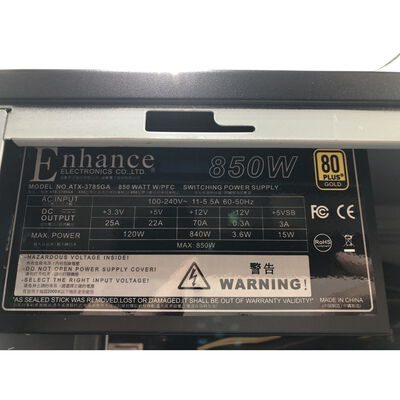 Enhance
ELECTRONICS CO., LTD.
850W
80 PLUS
GOLD
MODEL NO.ATX-3785GA 850 WATT W/PFC SWITCHING POWER SUPPLY
AC INPUT 100-240V~ 11-5.5A 60-50Hz
DC OUTPUT +3.3V +5V +12V -12V +5VSB
25A 22A 70A 0.3A 3A
MAX. POWER 120W 840W 3.6W 15W
MAX: 850W
FC CE
RoHS
-HAZARDOUS VOLTAGE INSIDE!
-DO NOT OPEN POWER SUPPLY COVER!
-SELECT THE RIGHT INPUT VOLTAGE!
警告
WARNING!
*AS SEALED STICK WAS REMOVED,LOST OR DAMAGED,IT MAY BE OUT OF WARRANTY
MADE IN CHINA